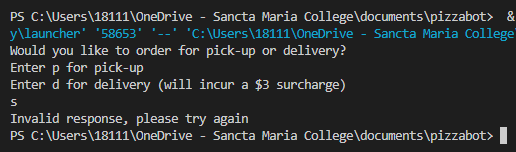 PS C:\Users\18111\OneDrive - Sancta Maria College\documents\pizzabot>  &
y\launcher' '58653' '--' 'C:\Users\18111\OneDrive - Sancta Maria College
Would you like to order for pick-up or delivery?
Enter p for pick-up
Enter d for delivery (will incur a $3 surcharge)
s
Invalid response, please try again
PS C:\Users\18111\OneDrive - Sancta Maria College\documents\pizzabot>